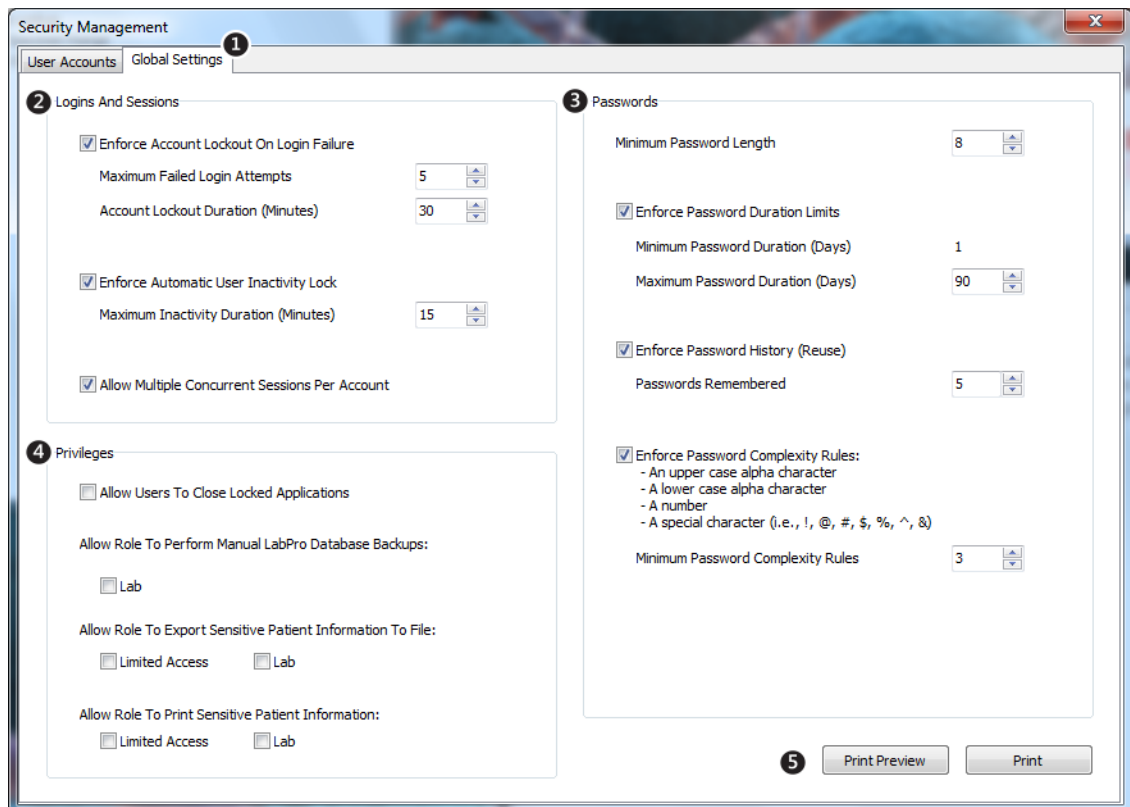 Security Management
X
User Accounts
Global Settings
1
2 Logins And Sessions
Enforce Account Lockout On Login Failure
Maximum Failed Login Attempts 5
Account Lockout Duration (Minutes) 30
Enforce Automatic User Inactivity Lock
Maximum Inactivity Duration (Minutes) 15
Allow Multiple Concurrent Sessions Per Account
4 Privileges
Allow Users To Close Locked Applications
Allow Role To Perform Manual LabPro Database Backups:
Lab
Allow Role To Export Sensitive Patient Information To File:
Limited Access Lab
Allow Role To Print Sensitive Patient Information:
Limited Access Lab
3 Passwords
Minimum Password Length 8
Enforce Password Duration Limits
Minimum Password Duration (Days) 1
Maximum Password Duration (Days) 90
Enforce Password History (Reuse)
Passwords Remembered 5
Enforce Password Complexity Rules:
- An upper case alpha character
- A lower case alpha character
- A number
- A special character (i.e., !, @, #, $, %, ^, &)
Minimum Password Complexity Rules 3
5 Print Preview Print